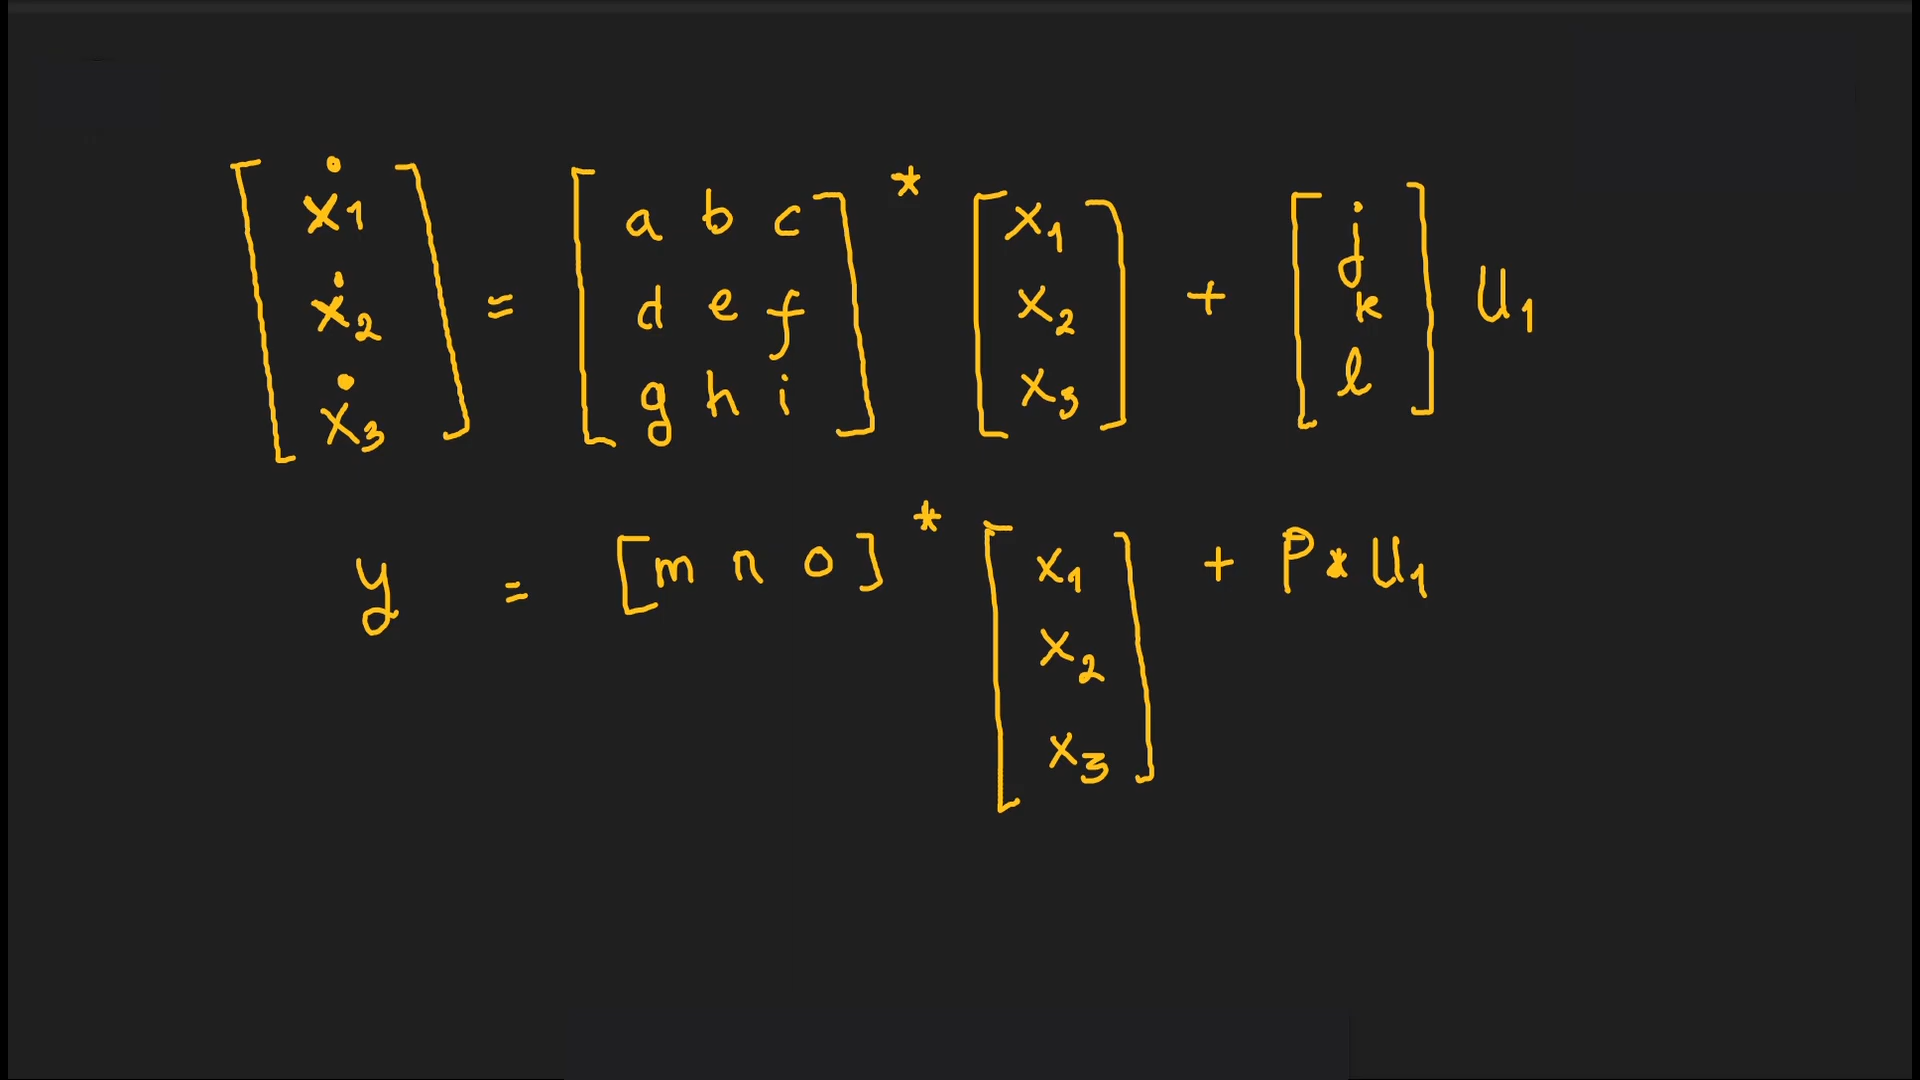 [ẋ1 ẋ2 ẋ3] = [a b c d e f g h i] * [x1 x2 x3] + [j k l] U1
y = [m n o] * [x1 x2 x3] + P * U1